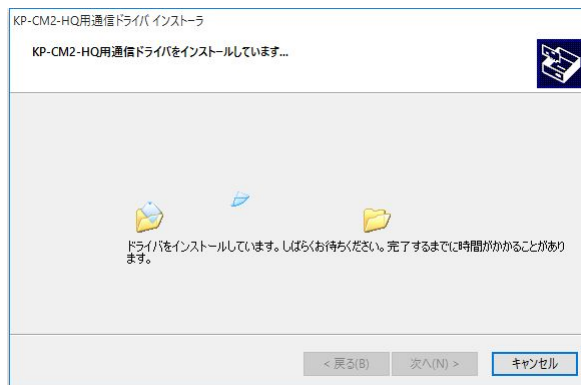 KP-CM2-HQ用通信ドライバ インストーラ
KP-CM2-HQ用通信ドライバをインストールしています...
ドライバをインストールしています。しばらくお待ちください。完了するまでに時間がかかることがあり
ます。
< 戻る(B) 次へ(N) > キャンセル